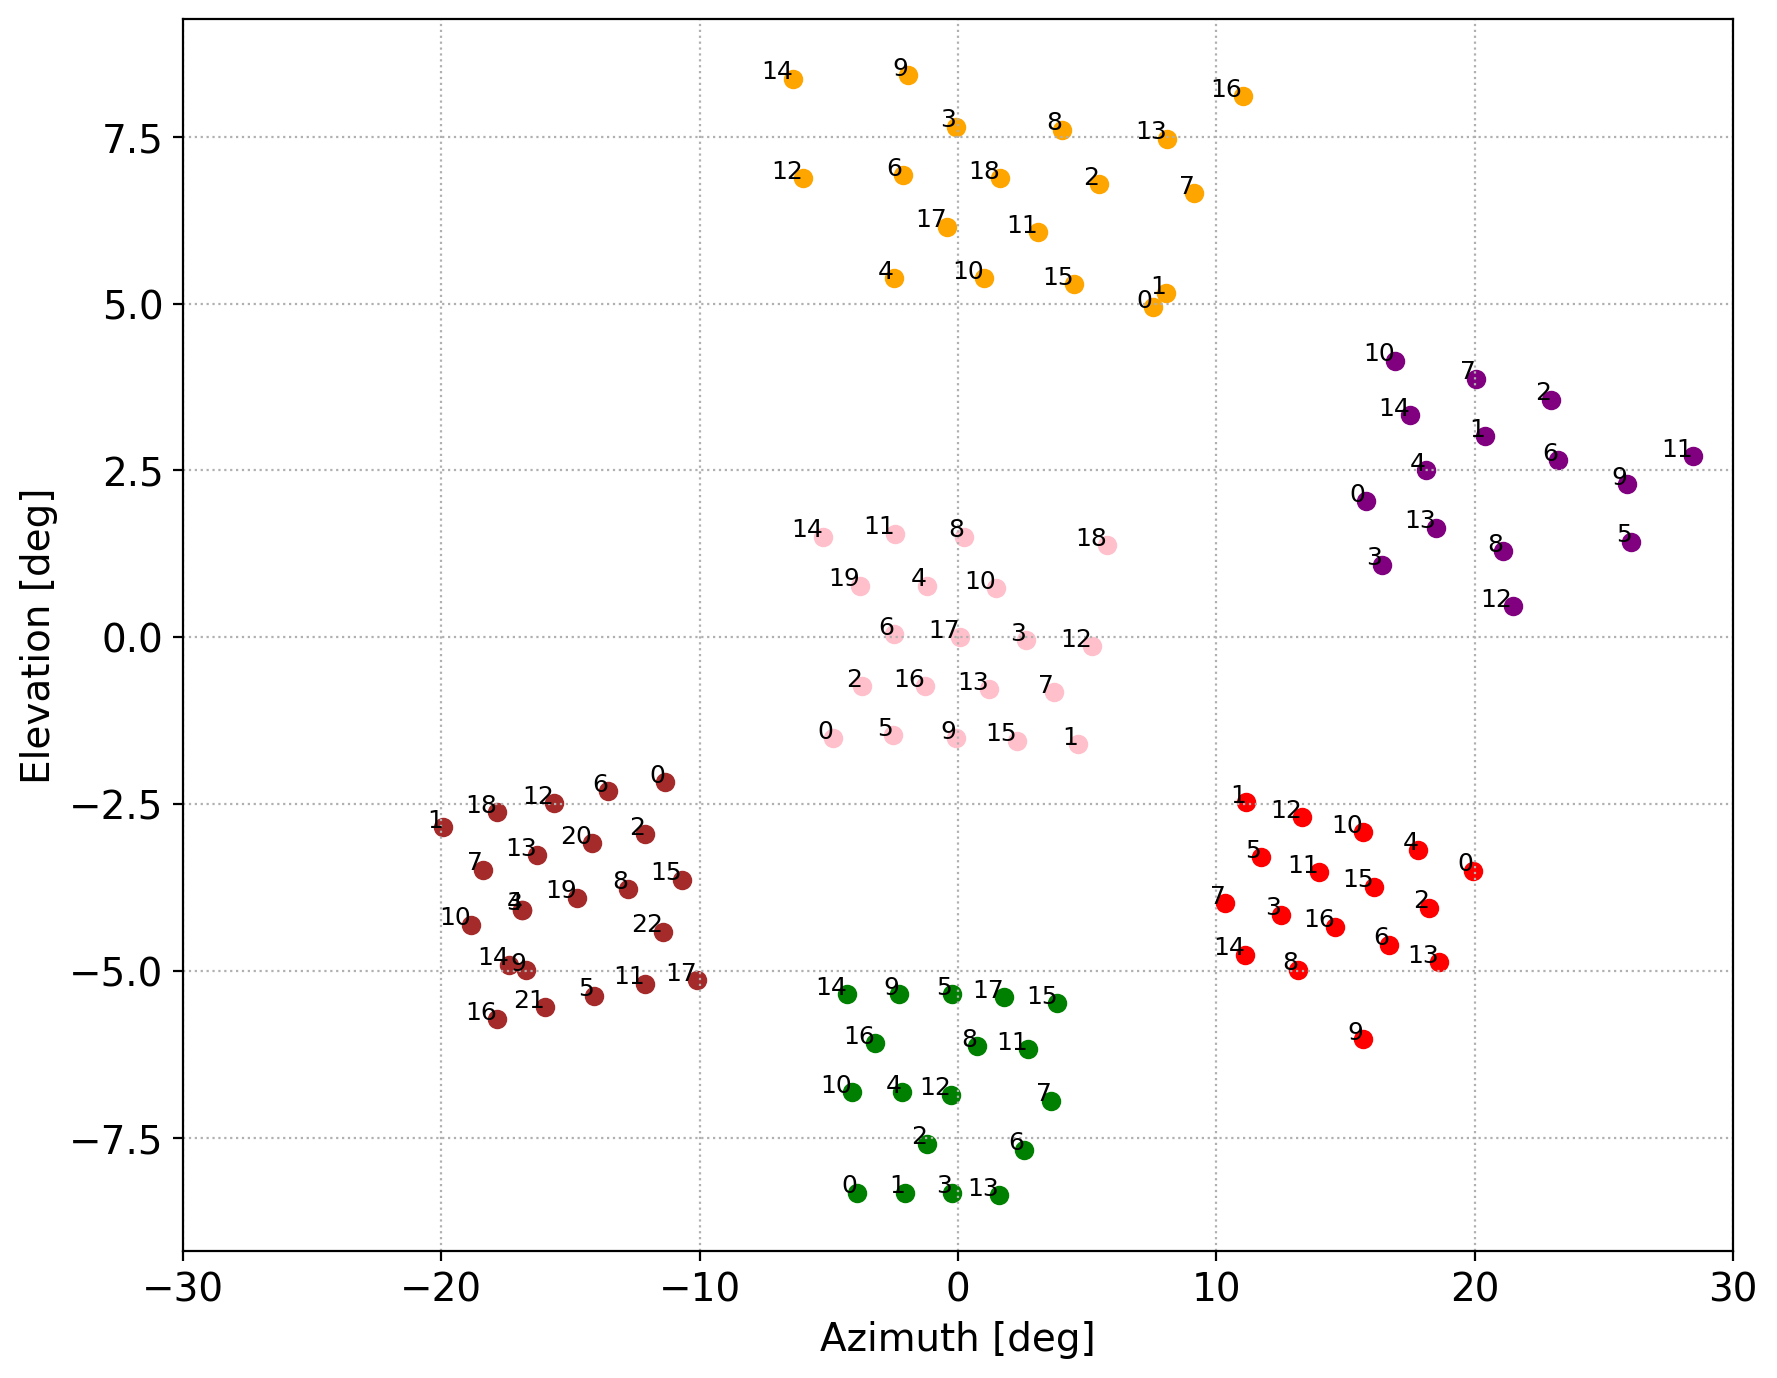 14 9 16
3 8 13
12 6 18 2 7
17 11
4 10 15 1
0
10 7 2
14 1
4 6 11
0 9
13 8 5
3
12
14 11 8 18
19 4 10
6 17 3 12
2 16 13 7
0 5 9 15 1
1 18 12 6 0
7 13 20 2
19 8 15
10 22
14 9 11 17
16 21 5
1 12 10 4 0
5 11 15 2
7 3 16 6 13
14 8
9
14 9 5 17 15
16 8 11
10 4 12 7
2 6
0 1 3 13
7.5
5.0
2.5
0.0
−2.5
−5.0
−7.5
Elevation [deg]
−30 −20 −10 0 10 20 30
Azimuth [deg]